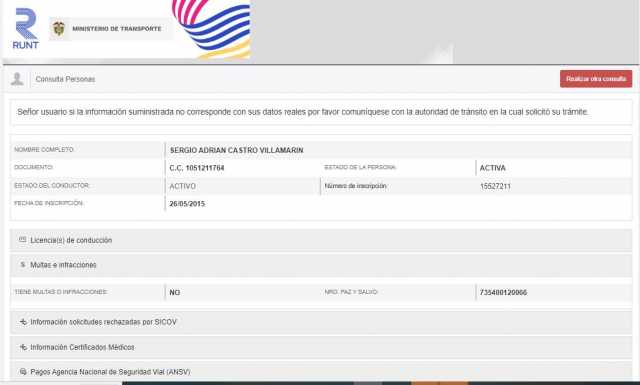 RUNT
MINISTERIO DE TRANSPORTE
Consulta Personas
Realizar otra consulta
Señor usuario si la información suministrada no corresponde con sus datos reales por favor comuníquese con la autoridad de tránsito en la cual solicitó su trámite.
NOMBRE COMPLETO: SERGIO ADRIAN CASTRO VILLAMARIN
DOCUMENTO: C.C. 1051211764 ESTADO DE LA PERSONA: ACTIVA
ESTADO DEL CONDUCTOR: ACTIVO Número de inscripción: 15527211
FECHA DE INSCRIPCIÓN: 26/05/2015
Licencia(s) de conducción
Multas e infracciones
TIENE MULTAS O INFRACCIONES: NO NRO. PAZ Y SALVO: 735400120066
Información solicitudes rechazadas por SICOV
Información Certificados Médicos
Pagos Agencia Nacional de Seguridad Vial (ANSV)